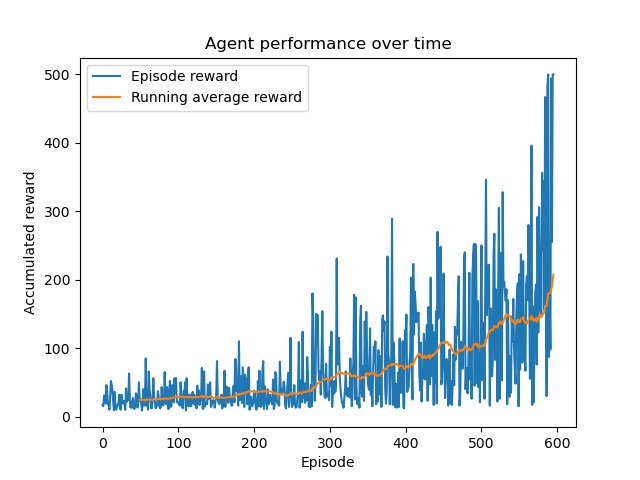 Agent performance over time
Episode reward
Running average reward
500
400
300
200
100
0
Accumulated reward
0 100 200 300 400 500 600
Episode